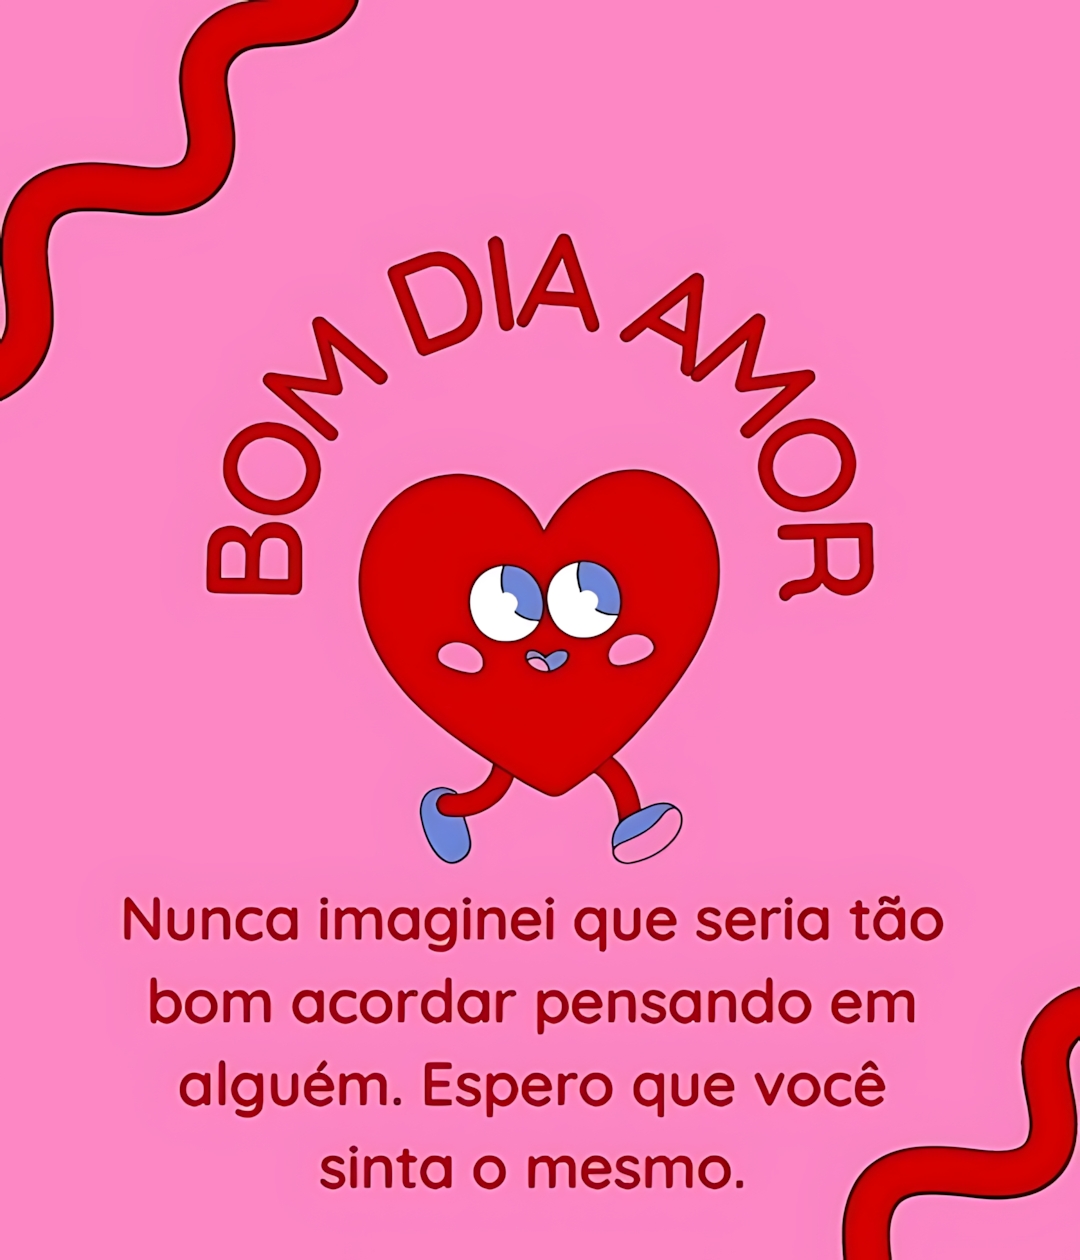 BOM DIA AMOR
Nunca imaginei que seria tão
bom acordar pensando em
alguém. Espero que você
sinta o mesmo.